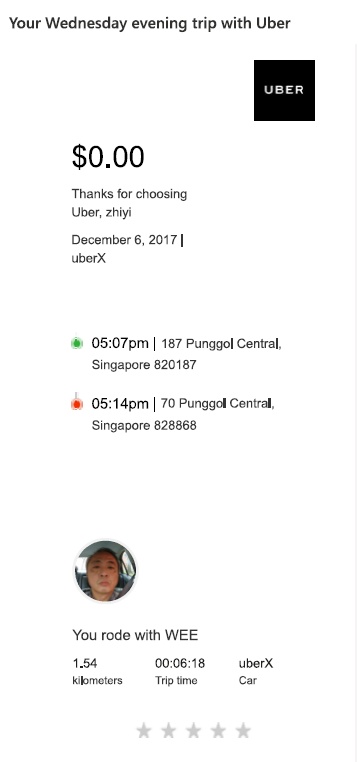 Your Wednesday evening trip with Uber
UBER
$0.00
Thanks for choosing
Uber, zhiyi
December 6, 2017 |
uberX
05:07pm | 187 Punggol Central,
Singapore 820187
05:14pm | 70 Punggol Central,
Singapore 828868
You rode with WEE
1.54 00:06:18 uberX
kilometers Trip time Car